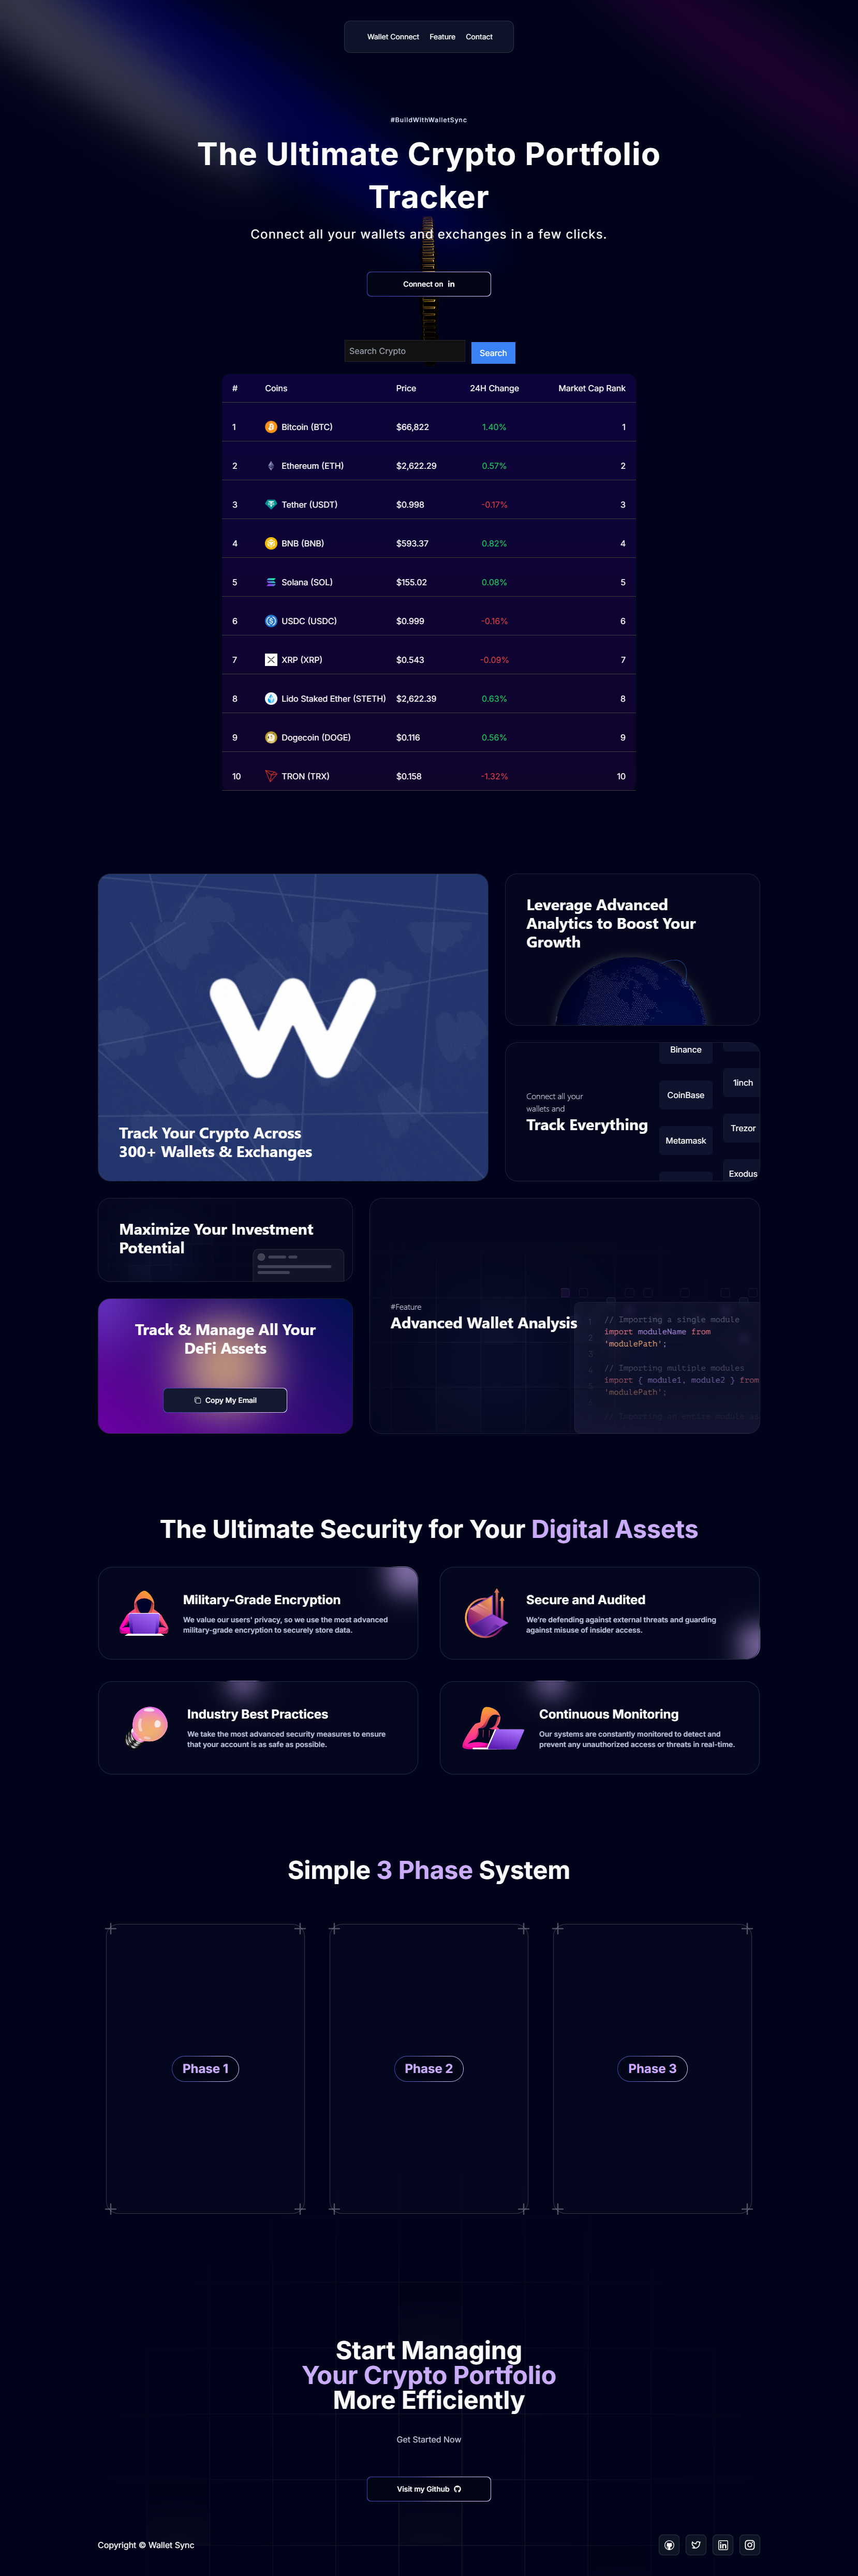 Wallet Connect Feature Contact
#BuildWithWalletSync
The Ultimate Crypto Portfolio
Tracker
Connect all your wallets and exchanges in a few clicks.
Connect on in
Search Crypto Search
# Coins Price 24H Change Market Cap Rank
1 Bitcoin (BTC) $66,822 1.40% 1
2 Ethereum (ETH) $2,622.29 0.57% 2
3 Tether (USDT) $0.998 -0.17% 3
4 BNB (BNB) $593.37 0.82% 4
5 Solana (SOL) $155.02 0.08% 5
6 USDC (USDC) $0.999 -0.16% 6
7 XRP (XRP) $0.543 -0.09% 7
8 Lido Staked Ether (STETH) $2,622.39 0.63% 8
9 Dogecoin (DOGE) $0.116 0.56% 9
10 TRON (TRX) $0.158 -1.32% 10
W
Track Your Crypto Across
300+ Wallets & Exchanges
Leverage Advanced
Analytics to Boost Your
Growth
Connect all your
wallets and
Track Everything
Binance
CoinBase
Metamask
1inch
Trezor
Exodus
Maximize Your Investment
Potential
Track & Manage All Your
DeFi Assets
Copy My Email
#Feature
Advanced Wallet Analysis
1
2
3
// Importing a single module
import moduleName from
'modulePath';
// Importing multiple modules
import { module1, module2 } from
'modulePath';
The Ultimate Security for Your Digital Assets
Military-Grade Encryption
We value our users' privacy, so we use the most advanced
military-grade encryption to securely store data.
Secure and Audited
We're defending against external threats and guarding
against misuse of insider access.
Industry Best Practices
We take the most advanced security measures to ensure
that your account is as safe as possible.
Continuous Monitoring
Our systems are constantly monitored to detect and
prevent any unauthorized access or threats in real-time.
Simple 3 Phase System
Phase 1
Phase 2
Phase 3
Start Managing
Your Crypto Portfolio
More Efficiently
Get Started Now
Visit my Github
Copyright © Wallet Sync